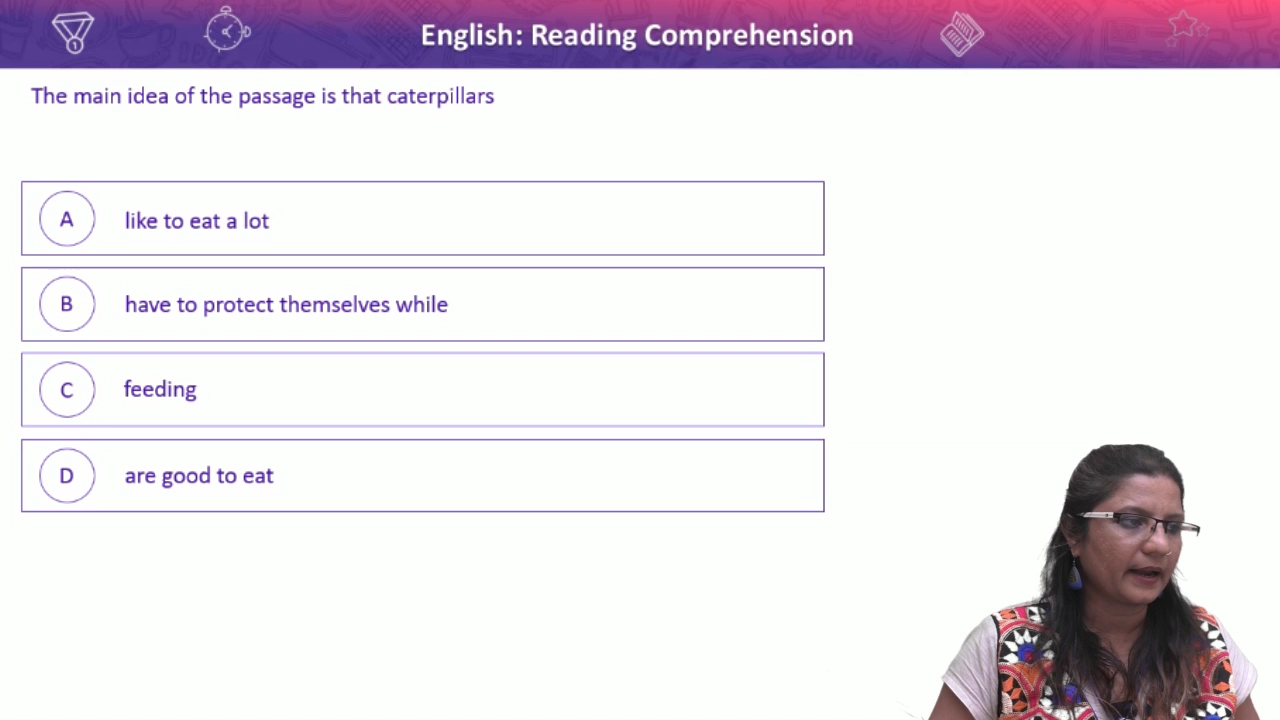 English: Reading Comprehension
The main idea of the passage is that caterpillars
A like to eat a lot
B have to protect themselves while
C feeding
D are good to eat